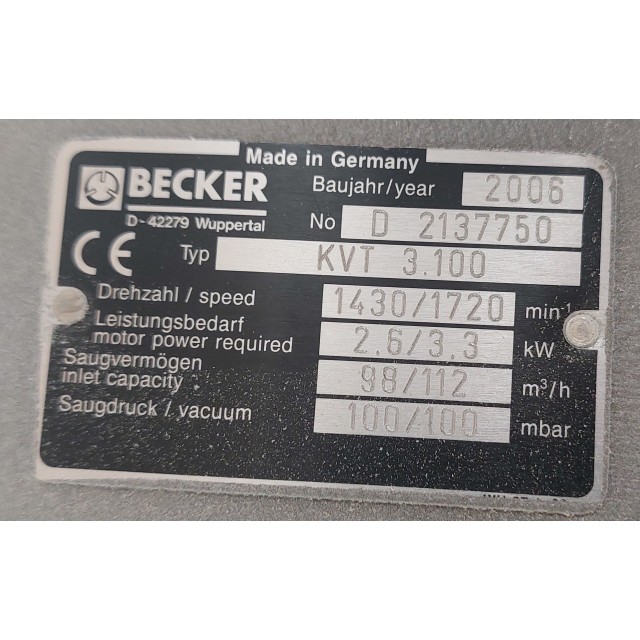 Made in Germany
BECKER
D-42279 Wuppertal
Baujahr/year 2006
No D 2137750
CE Typ KVT 3.100
Drehzahl / speed 1430/1720 min⁻¹
Leistungsbedarf
motor power required 2.6/3.3 kW
Saugvermögen
inlet capacity 98/112 m³/h
Saugdruck / vacuum 100/100 mbar